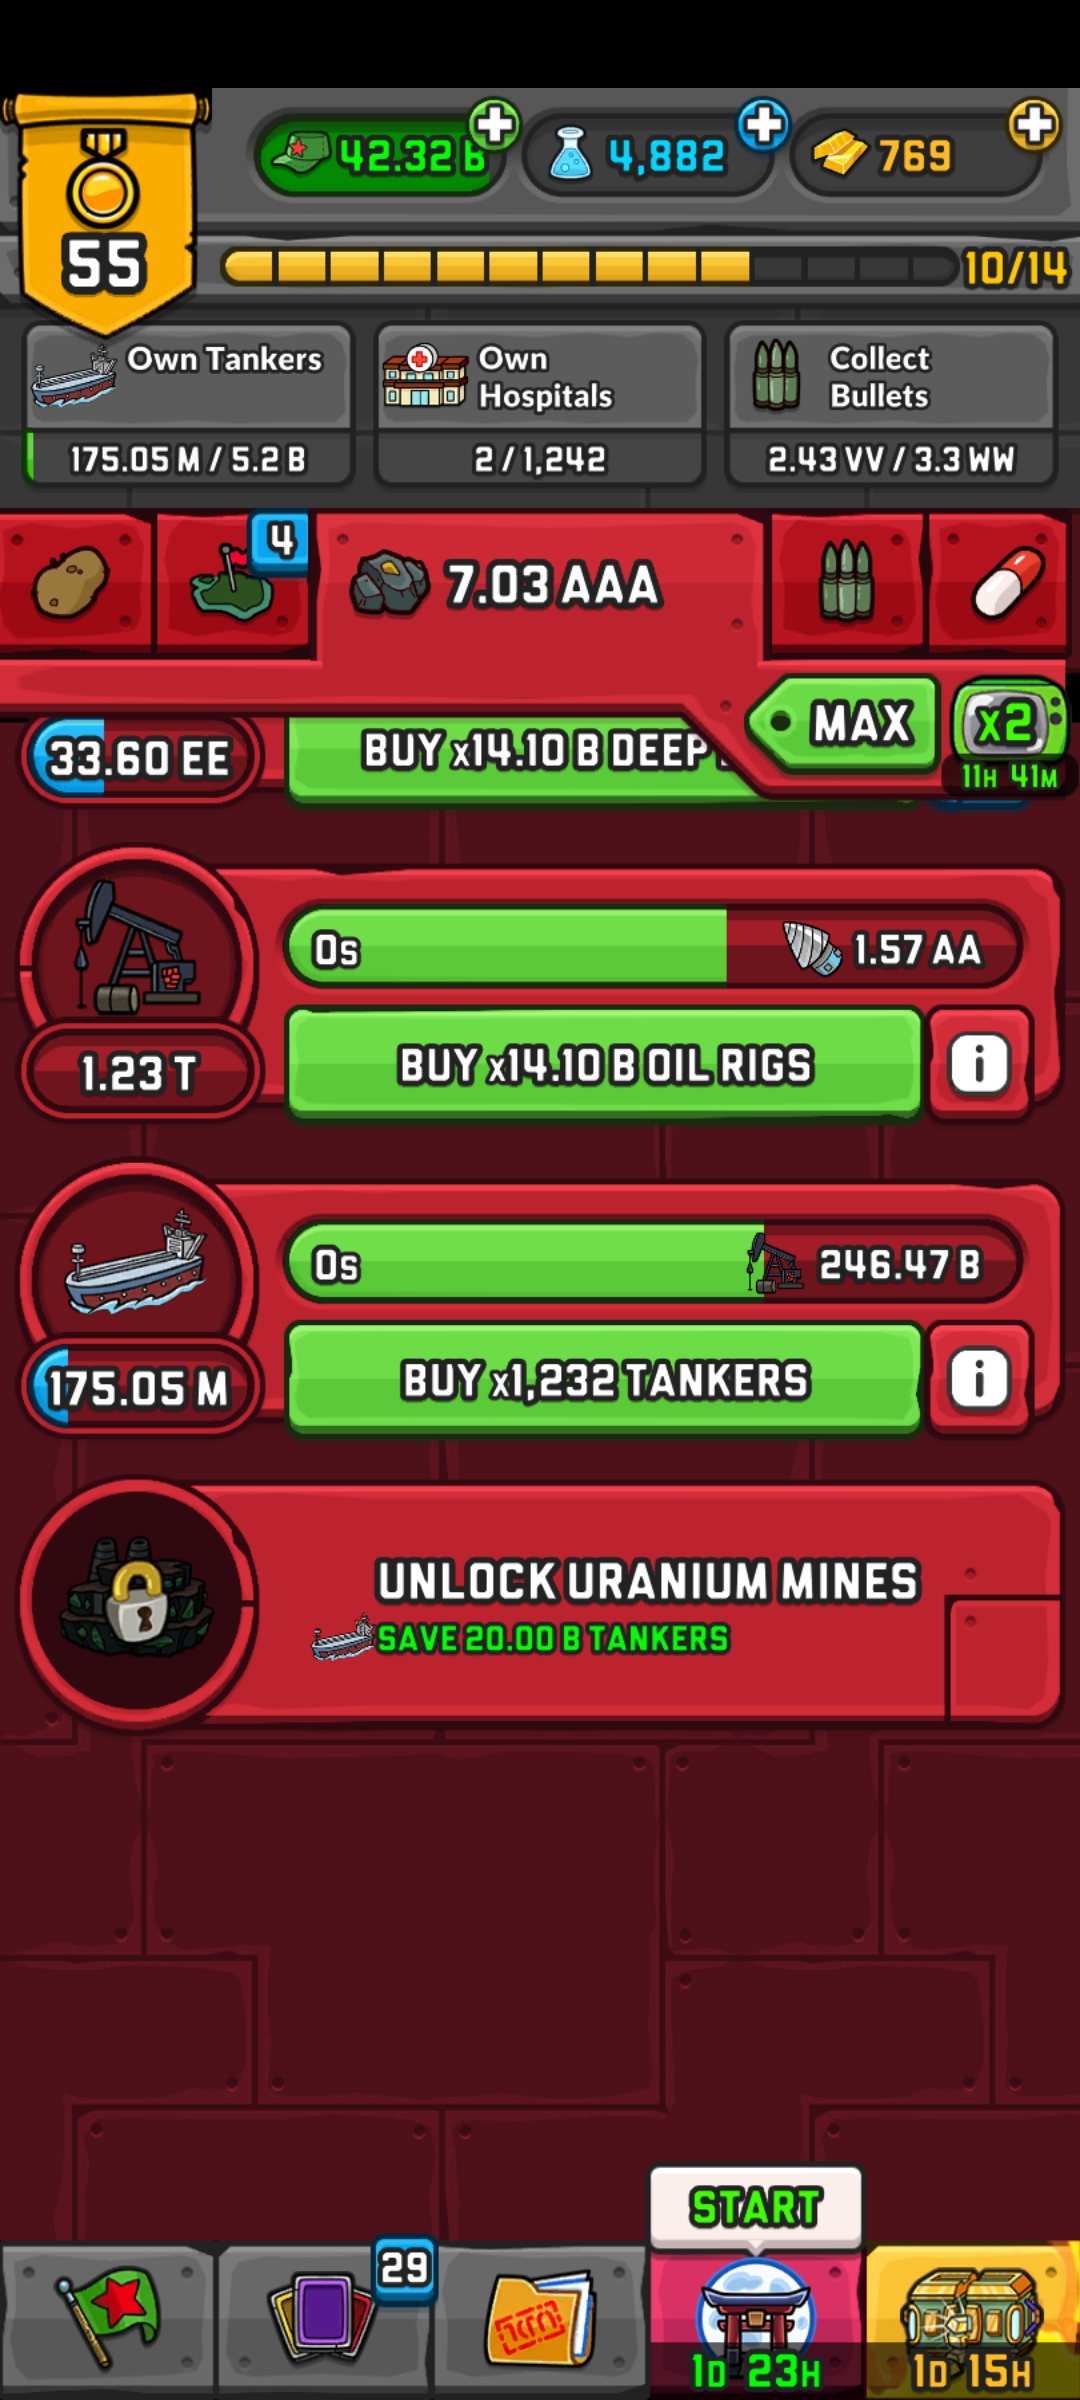 55
42.32 B
4,882
769
10/14
Own Tankers
175.05 M / 5.2 B
Own
Hospitals
2 / 1,242
Collect
Bullets
2.43 VV / 3.3 WW
4
7.03 AAA
MAX
x2
11H 41M
33.60 EE
BUY x14.10 B DEEP
0s
1.57 AA
1.23 T
BUY x14.10 B OIL RIGS
i
0s
246.47 B
175.05 M
BUY x1,232 TANKERS
i
UNLOCK URANIUM MINES
SAVE 20.00 B TANKERS
START
29
1D 23H
1D 15H